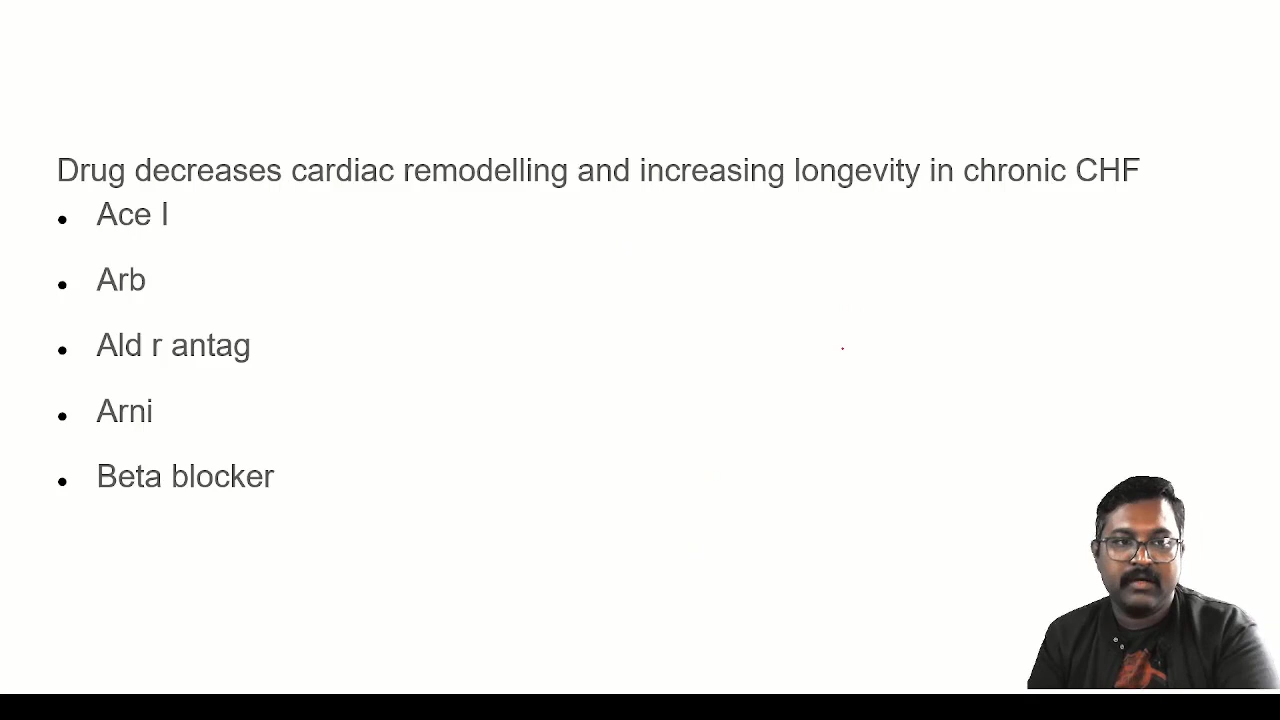 Drug decreases cardiac remodelling and increasing longevity in chronic CHF
• Ace I
• Arb
• Ald r antag
• Arni
• Beta blocker